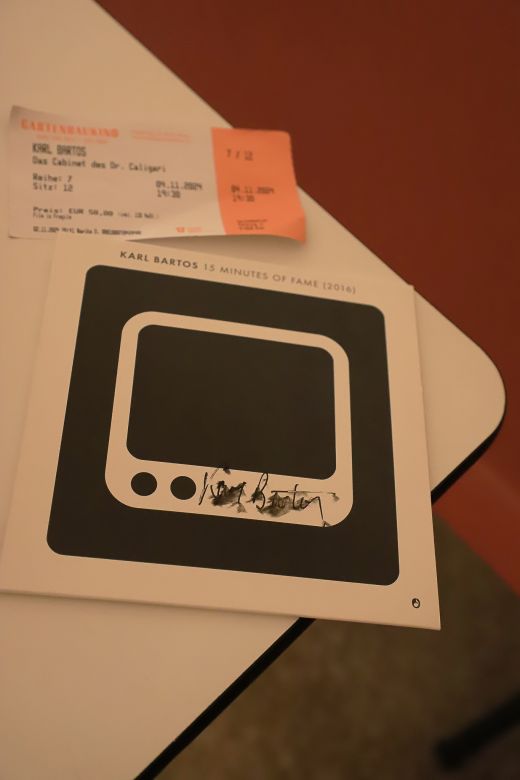 GARTENBAUKINO
KARL BARTOS
Das Cabinet des Dr. Caligari
Reihe: 7
Sitz: 12
04.11.2024
19:30
Preis: EUR 50,00
7 / 12
04.11.2024
19:30
KARL BARTOS 15 MINUTES OF FAME (2016)
Karl Bartos